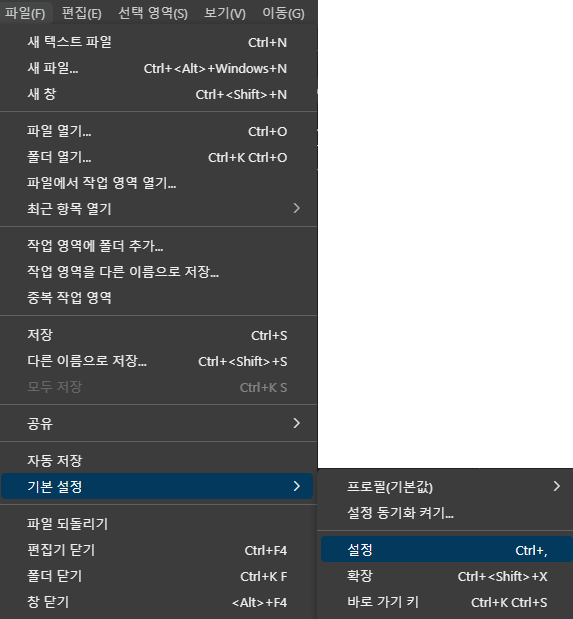 파일(F) 편집(E) 선택 영역(S) 보기(V) 이동(G)
새 텍스트 파일 Ctrl+N
새 파일... Ctrl+<Alt>+Windows+N
새 창 Ctrl+<Shift>+N
파일 열기... Ctrl+O
폴더 열기... Ctrl+K Ctrl+O
파일에서 작업 영역 열기...
최근 항목 열기
작업 영역에 폴더 추가...
작업 영역을 다른 이름으로 저장...
중복 작업 영역
저장 Ctrl+S
다른 이름으로 저장... Ctrl+<Shift>+S
모두 저장 Ctrl+K S
공유
자동 저장
기본 설정
파일 되돌리기
편집기 닫기 Ctrl+F4
폴더 닫기 Ctrl+K F
창 닫기 <Alt>+F4
프로필(기본값)
설정 동기화 켜기...
설정 Ctrl+,
확장 Ctrl+<Shift>+X
바로 가기 키 Ctrl+K Ctrl+S